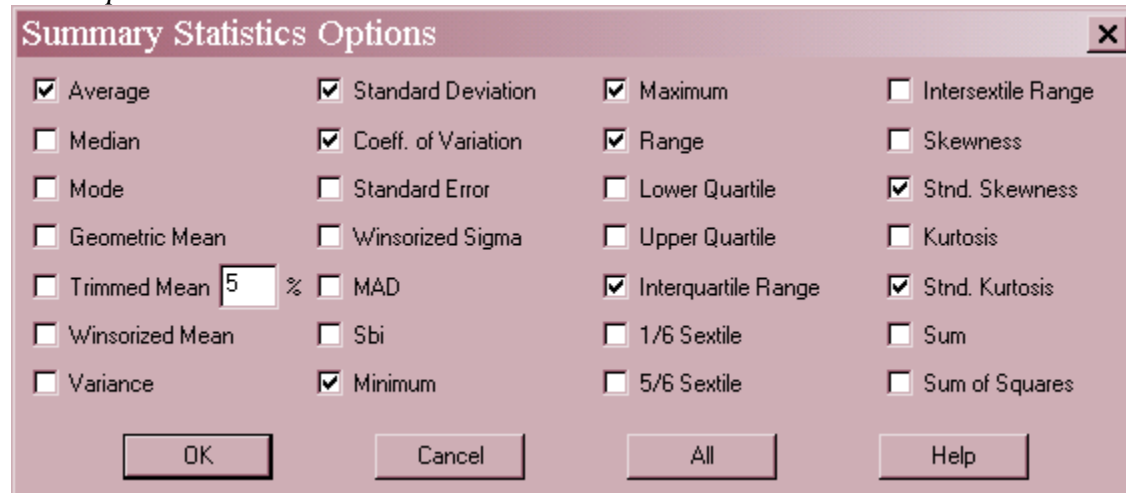 Summary Statistics Options
Average Standard Deviation Maximum Intersextile Range
Median Coeff. of Variation Range Skewness
Mode Standard Error Lower Quartile Stnd. Skewness
Geometric Mean Winsorized Sigma Upper Quartile Kurtosis
Trimmed Mean 5 % MAD Interquartile Range Stnd. Kurtosis
Winsorized Mean Sbi 1/6 Sextile Sum
Variance Minimum 5/6 Sextile Sum of Squares
OK Cancel All Help